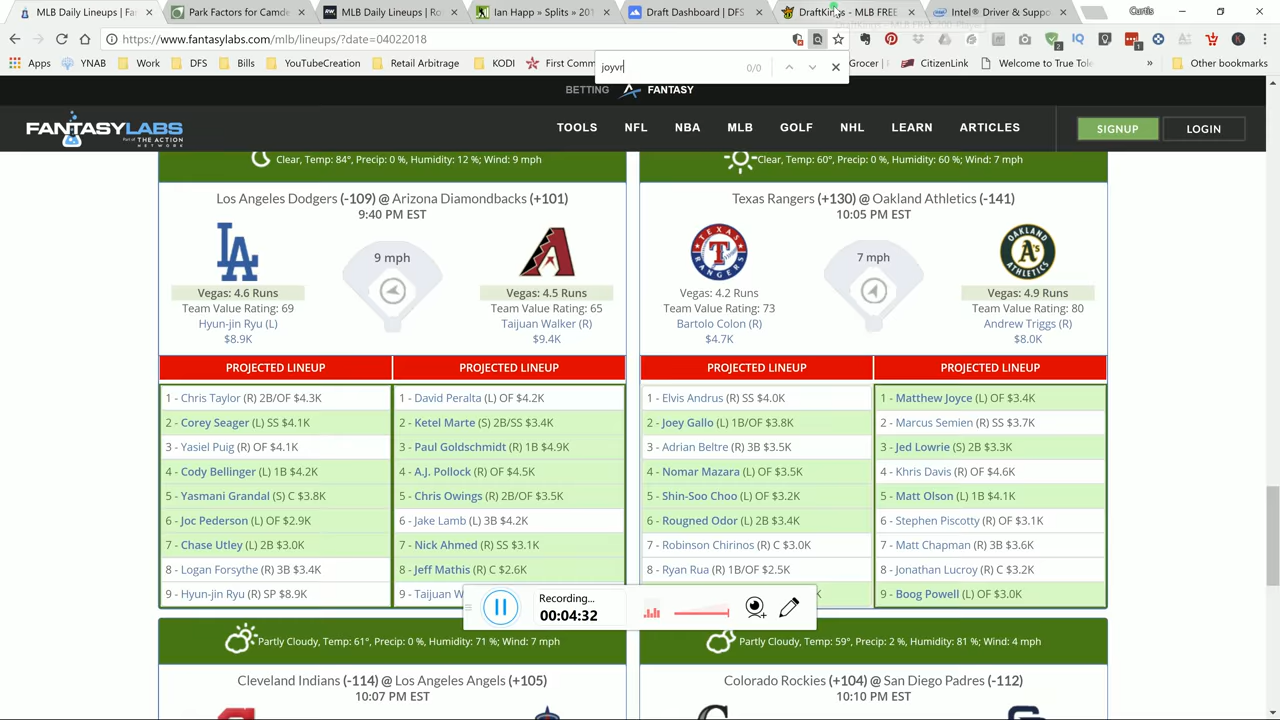 MLB Daily Lineups | Fan
Park Factors for Camde
MLB Daily Lineups | Ro
Ian Happ » Splits » 201
Draft Dashboard | DFS
DraftKings - MLB FREE
Intel® Driver & Suppo
Curtis
https://www.fantasylabs.com/mlb/lineups/?date=04022018
Apps
YNAB
Work
DFS
Bills
YouTubeCreation
Retail Arbitrage
KODI
First Comm
Grocer
CitizenLink
Welcome to True Tole
Other bookmarks
joyvr
0/0
BETTING
FANTASY
FANTASYLABS
Part of THE ACTION NETWORK
TOOLS
NFL
NBA
MLB
GOLF
NHL
LEARN
ARTICLES
SIGNUP
LOGIN
Clear, Temp: 84°, Precip: 0 %, Humidity: 12 %; Wind: 9 mph
Clear, Temp: 60°, Precip: 0 %, Humidity: 60 %; Wind: 7 mph
Los Angeles Dodgers (-109) @ Arizona Diamondbacks (+101)
9:40 PM EST
9 mph
LA
Vegas: 4.6 Runs
Team Value Rating: 69
Hyun-jin Ryu (L)
$8.9K
Vegas: 4.5 Runs
Team Value Rating: 65
Taijuan Walker (R)
$9.4K
PROJECTED LINEUP
1 - Chris Taylor (R) 2B/OF $4.3K
2 - Corey Seager (L) SS $4.1K
3 - Yasiel Puig (R) OF $4.1K
4 - Cody Bellinger (L) 1B $4.2K
5 - Yasmani Grandal (S) C $3.8K
6 - Joc Pederson (L) OF $2.9K
7 - Chase Utley (L) 2B $3.0K
8 - Logan Forsythe (R) 3B $3.4K
9 - Hyun-jin Ryu (L) SP $8.9K
PROJECTED LINEUP
1 - David Peralta (L) OF $4.2K
2 - Ketel Marte (S) 2B/SS $3.4K
3 - Paul Goldschmidt (R) 1B $4.9K
4 - A.J. Pollock (R) OF $4.5K
5 - Chris Owings (R) 2B/OF $3.5K
6 - Jake Lamb (L) 3B $4.2K
7 - Nick Ahmed (R) SS $3.1K
8 - Jeff Mathis (R) C $2.6K
9 - Taijuan W
Texas Rangers (+130) @ Oakland Athletics (-141)
10:05 PM EST
7 mph
TEXAS RANGERS
OAKLAND ATHLETICS
A's
Vegas: 4.2 Runs
Team Value Rating: 73
Bartolo Colon (R)
$4.7K
Vegas: 4.9 Runs
Team Value Rating: 80
Andrew Triggs (R)
$8.0K
PROJECTED LINEUP
1 - Elvis Andrus (R) SS $4.0K
2 - Joey Gallo (L) 1B/OF $3.8K
3 - Adrian Beltre (R) 3B $3.5K
4 - Nomar Mazara (L) OF $3.5K
5 - Shin-Soo Choo (L) OF $3.2K
6 - Rougned Odor (L) 2B $3.4K
7 - Robinson Chirinos (R) C $3.0K
8 - Ryan Rua (R) 1B/OF $2.5K
PROJECTED LINEUP
1 - Matthew Joyce (L) OF $3.4K
2 - Marcus Semien (R) SS $3.7K
3 - Jed Lowrie (S) 2B $3.3K
4 - Khris Davis (R) OF $4.6K
5 - Matt Olson (L) 1B $4.1K
6 - Stephen Piscotty (R) OF $3.1K
7 - Matt Chapman (R) 3B $3.6K
8 - Jonathan Lucroy (R) C $3.2K
9 - Boog Powell (L) OF $3.0K
Recording...
00:04:32
Partly Cloudy, Temp: 61°, Precip: 0 %, Humidity: 71 %; Wind: 7 mph
Partly Cloudy, Temp: 59°, Precip: 2 %, Humidity: 81 %; Wind: 4 mph
Cleveland Indians (-114) @ Los Angeles Angels (+105)
10:07 PM EST
Colorado Rockies (+104) @ San Diego Padres (-112)
10:10 PM EST